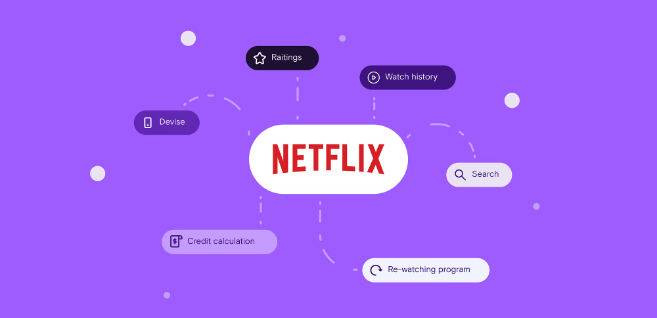 Raitings
Watch history
Devise
NETFLIX
Search
Credit calculation
Re-watching program